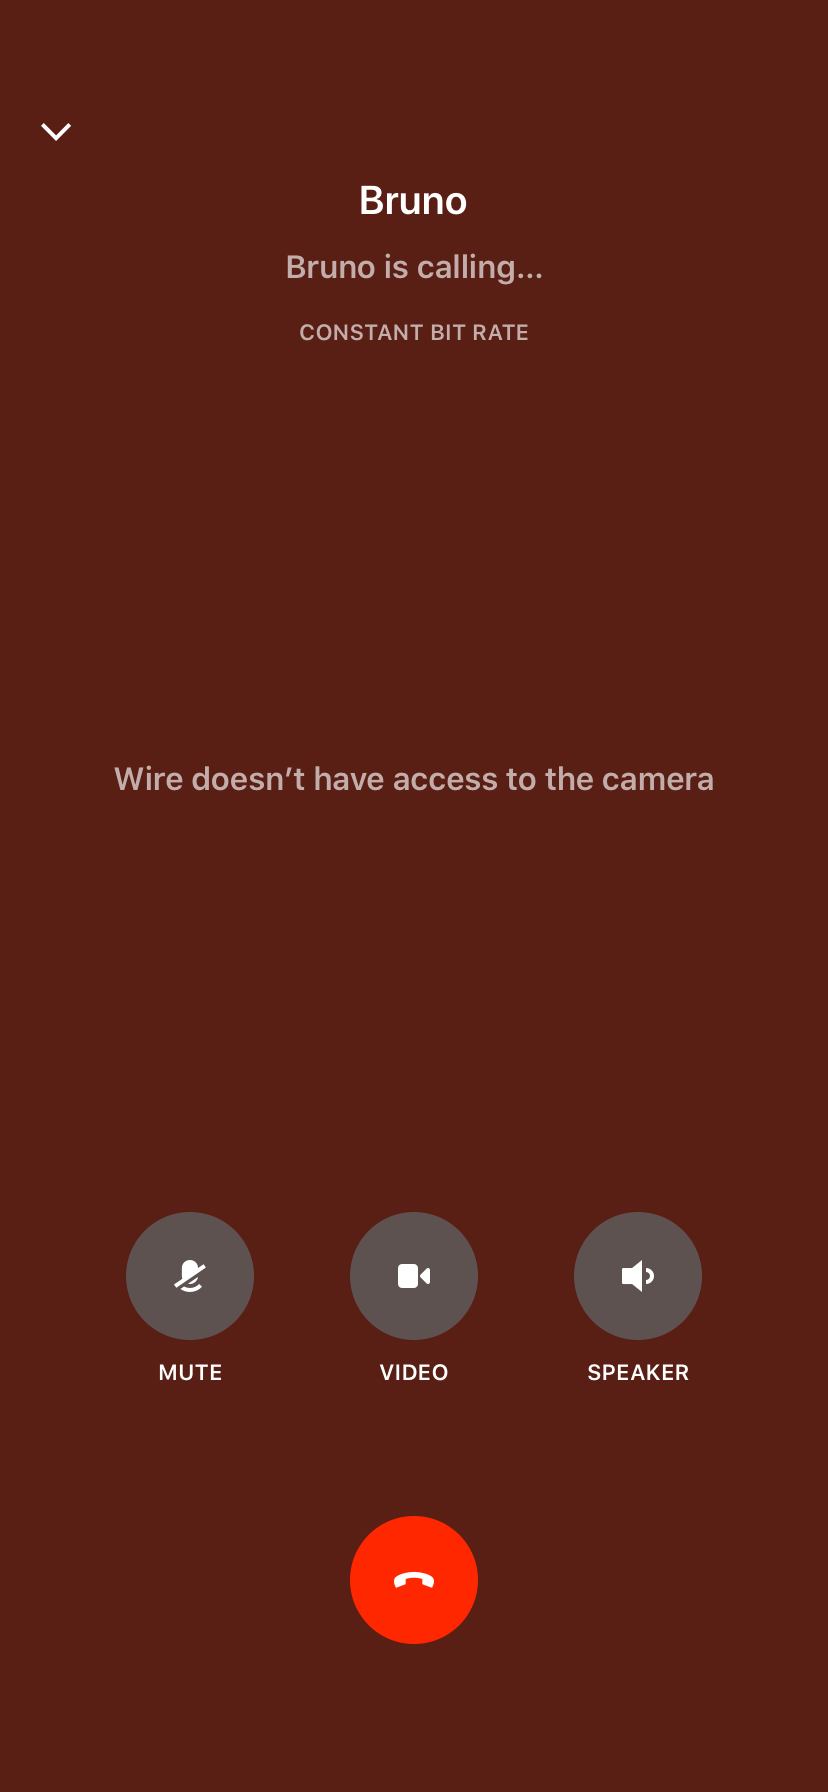 Bruno
Bruno is calling...
CONSTANT BIT RATE
Wire doesn’t have access to the camera
MUTE VIDEO SPEAKER